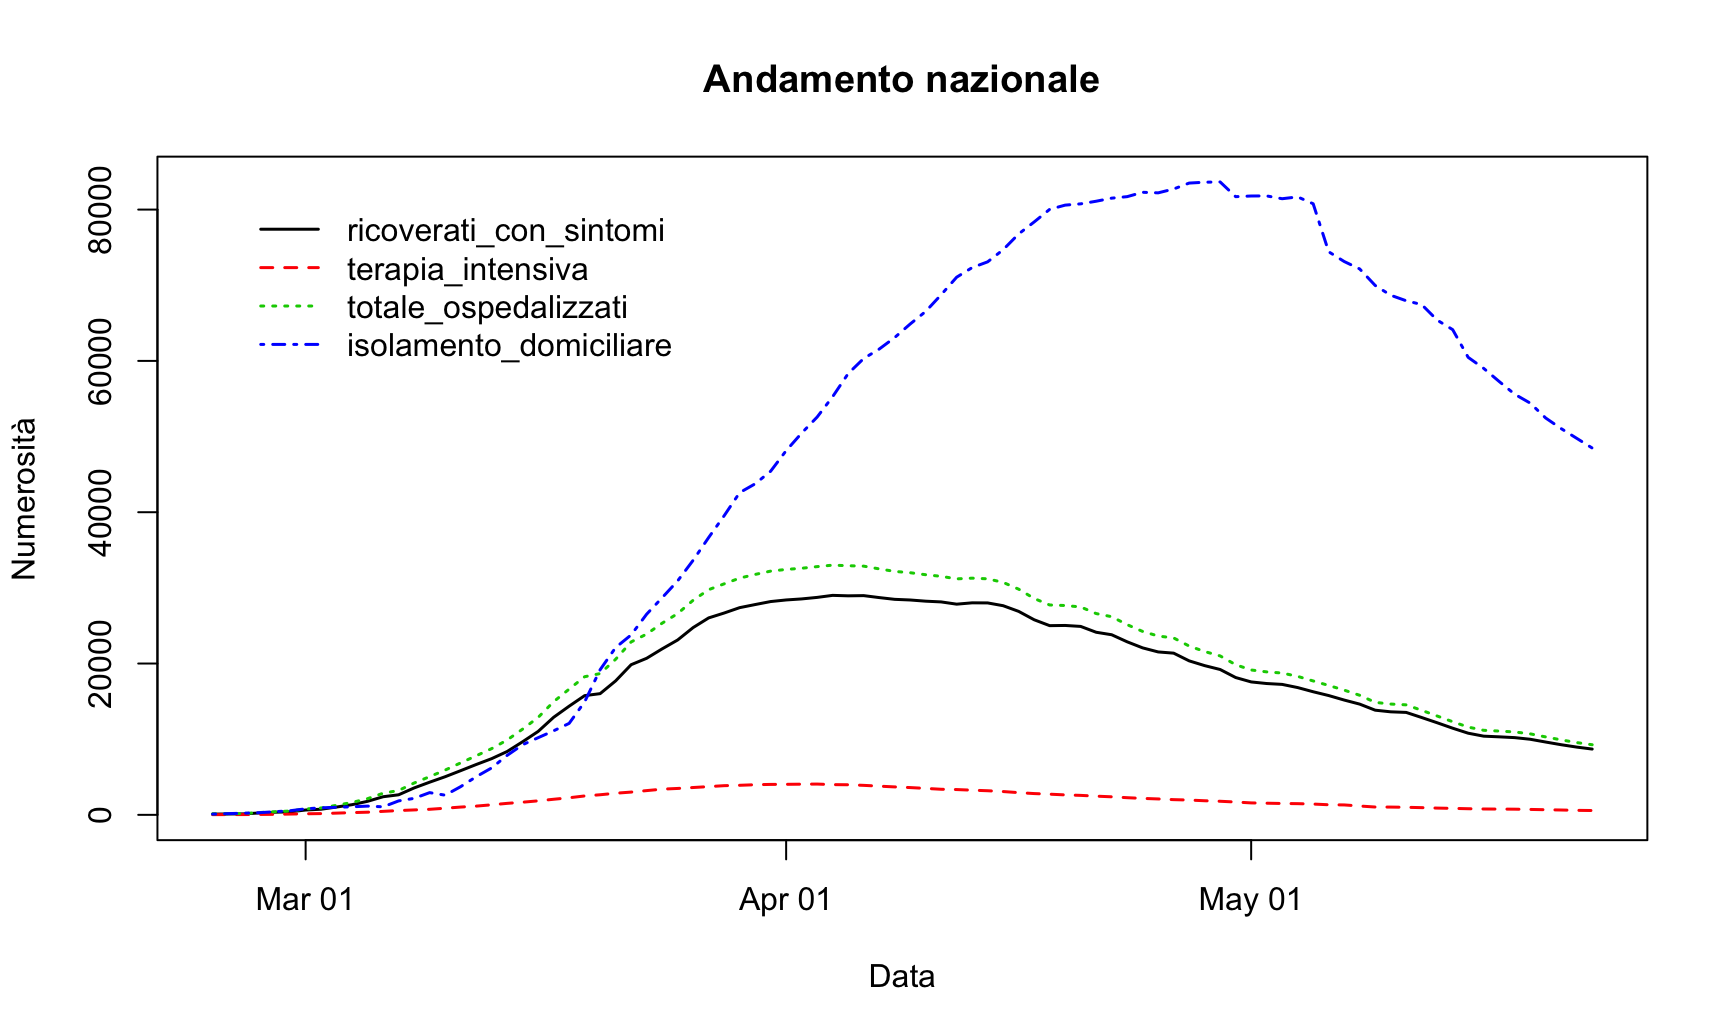 Andamento nazionale
ricoverati_con_sintomi
terapia_intensiva
totale_ospedalizzati
isolamento_domiciliare
Numerosità
80000
60000
40000
20000
0
Mar 01
Apr 01
May 01
Data